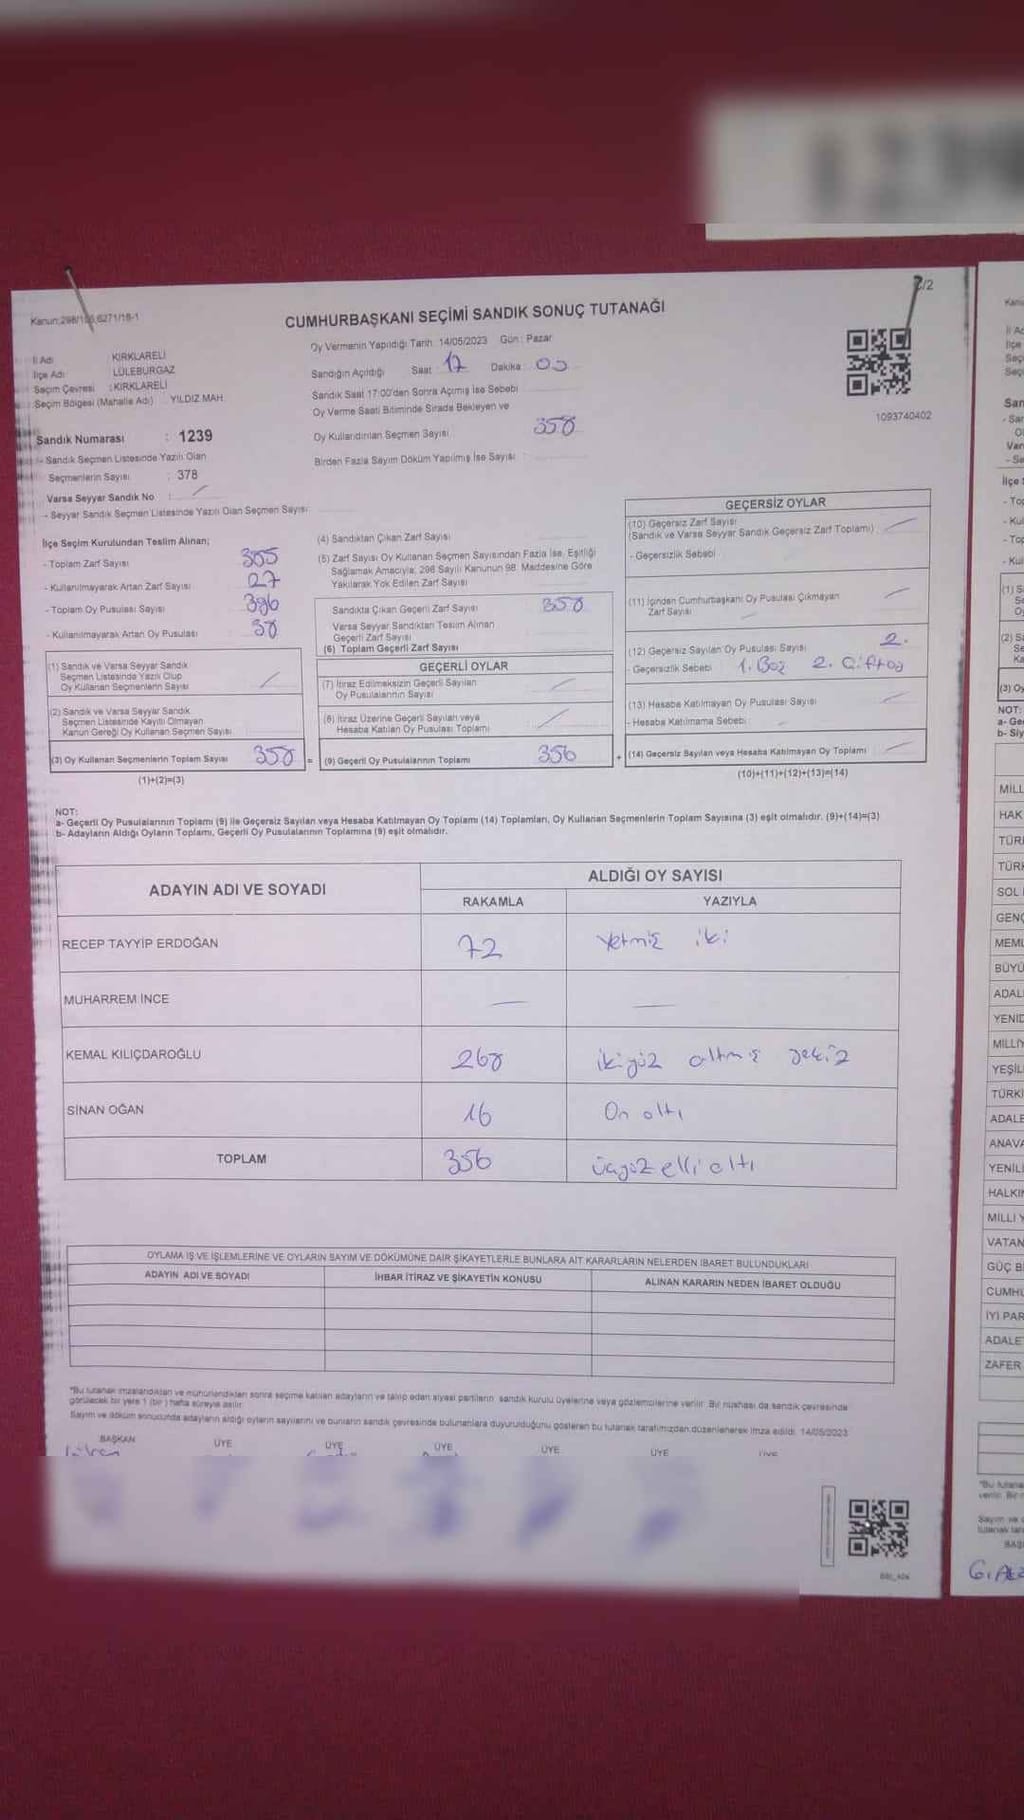 CUMHURBAŞKANI SEÇİMİ SANDIK SONUÇ TUTANAĞI
2/2
İl Adı : KIRKLARELİ
İlçe Adı : LÜLEBURGAZ
Seçim Çevresi : KIRKLARELİ
Seçim Bölgesi (Mahalle Adı) : YILDIZ MAH.
Sandık Numarası : 1239
- Sandık Seçmen Listesinde Yazılı Olan
Seçmenlerin Sayısı : 378
Varsa Seyyar Sandık No :
- Seyyar Sandık Seçmen Listesinde Yazılı Olan Seçmen Sayısı
Oy Vermenin Yapıldığı Tarih: 14/05/2023 Gün : Pazar
Sandığın Açıldığı Saat : 17 Dakika
Sandık Saat 17:00'den Sonra Açılmış İse Sebebi
Oy Verme Saati Bitiminde Sırada Bekleyen ve
Oy Kullandırılan Seçmen Sayısı 358
Birden Fazla Sayım Döküm Yapılmış İse Sayısı :
1093740402
İlçe Seçim Kurulundan Teslim Alınan;
- Toplam Zarf Sayısı
- Kullanılmayarak Artan Zarf Sayısı 27
- Toplam Oy Pusulası Sayısı
- Kullanılmayarak Artan Oy Pusulası 38
(1) Sandık ve Varsa Seyyar Sandık
Seçmen Listesinde Yazılı Olup
Oy Kullanan Seçmenlerin Sayısı
(2) Sandık ve Varsa Seyyar Sandık
Seçmen Listesinde Kayıtlı Olmayan
Kanun Gereği Oy Kullanan Seçmen Sayısı
(3) Oy Kullanan Seçmenlerin Toplam Sayısı 358 =
(1)+(2)=(3)
(4) Sandıktan Çıkan Zarf Sayısı
(5) Zarf Sayısı Oy Kullanan Seçmen Sayısından Fazla İse, Eşitliği
Sağlamak Amacıyla; 298 Sayılı Kanunun 98. Maddesine Göre
Yakılarak Yok Edilen Zarf Sayısı
Sandıkta Çıkan Geçerli Zarf Sayısı 358
Varsa Seyyar Sandıktan Teslim Alınan
Geçerli Zarf Sayısı
(6) Toplam Geçerli Zarf Sayısı
GEÇERLİ OYLAR
(7) İtiraz Edilmeksizin Geçerli Sayılan
Oy Pusulalarının Sayısı
(8) İtiraz Üzerine Geçerli Sayılan veya
Hesaba Katılan Oy Pusulası Toplamı
(9) Geçerli Oy Pusulalarının Toplamı 356 +
GEÇERSİZ OYLAR
(10) Geçersiz Zarf Sayısı
(Sandık ve Varsa Seyyar Sandık Geçersiz Zarf Toplamı)
- Geçersizlik Sebebi :
(11) İçinden Cumhurbaşkanı Oy Pusulası Çıkmayan
Zarf Sayısı
(12) Geçersiz Sayılan Oy Pusulası Sayısı 2.
- Geçersizlik Sebebi : 1. Boş 2. Çift oy
(13) Hesaba Katılmayan Oy Pusulası Sayısı
- Hesaba Katılmama Sebebi :
(14) Geçersiz Sayılan veya Hesaba Katılmayan Oy Toplamı
(10)+(11)+(12)+(13)=(14)
NOT:
a- Geçerli Oy Pusulalarının Toplamı (9) ile Geçersiz Sayılan veya Hesaba Katılmayan Oy Toplamı (14) Toplamları, Oy Kullanan Seçmenlerin Toplam Sayısına (3) eşit olmalıdır. (9)+(14)=(3)
b- Adayların Aldığı Oyların Toplamı, Geçerli Oy Pusulalarının Toplamına (9) eşit olmalıdır.
ADAYIN ADI VE SOYADI ALDIĞI OY SAYISI
RAKAMLA YAZIYLA
RECEP TAYYİP ERDOĞAN 72 Yetmiş iki
MUHARREM İNCE — —
KEMAL KILIÇDAROĞLU 268 ikiyüz altmış sekiz
SİNAN OĞAN 16 On altı
TOPLAM 356 üçyüz elli altı
OYLAMA İŞ VE İŞLEMLERİNE VE OYLARIN SAYIM VE DÖKÜMÜNE DAİR ŞİKAYETLERLE BUNLARA AİT KARARLARIN NELERDEN İBARET BULUNDUKLARI
ADAYIN ADI VE SOYADI İHBAR İTİRAZ VE ŞİKAYETİN KONUSU ALINAN KARARIN NEDEN İBARET OLDUĞU
*Bu tutanak imzalandıktan ve mühürlendikten sonra seçime katılan adayların ve talep eden siyasi partilerin sandık kurulu üyelerine veya gözlemcilerine verilir. Bir nüshası da sandık çevresinde
görülecek bir yere 1 (bir) hafta süreyle asılır.
Sayım ve döküm sonucunda adayların aldığı oyların sayılarını ve bunların sandık çevresinde bulunanlara duyurulduğunu gösteren bu tutanak tarafımızdan düzenlenerek imza edildi. 14/05/2023
BAŞKAN ÜYE ÜYE ÜYE ÜYE ÜYE ÜYE